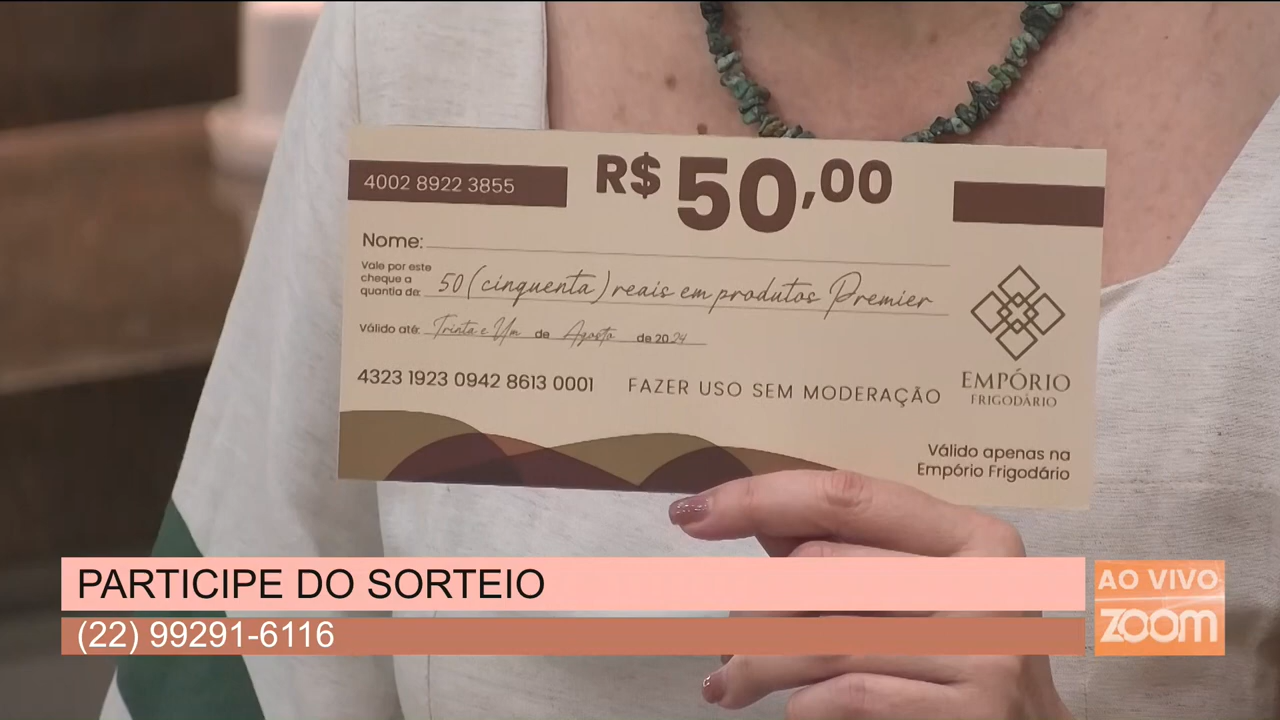 4002 8922 3855
R$ 50,00
Nome:
Vale por este
cheque a
quantia de: 50 (cinquenta) reais em produtos Premier
Válido até: Trinta e Um de Agosto de 2024
4323 1923 0942 8613 0001 FAZER USO SEM MODERAÇÃO
EMPÓRIO
FRIGODÁRIO
Válido apenas na
Empório Frigodário
PARTICIPE DO SORTEIO
(22) 99291-6116
AO VIVO
ZOOM